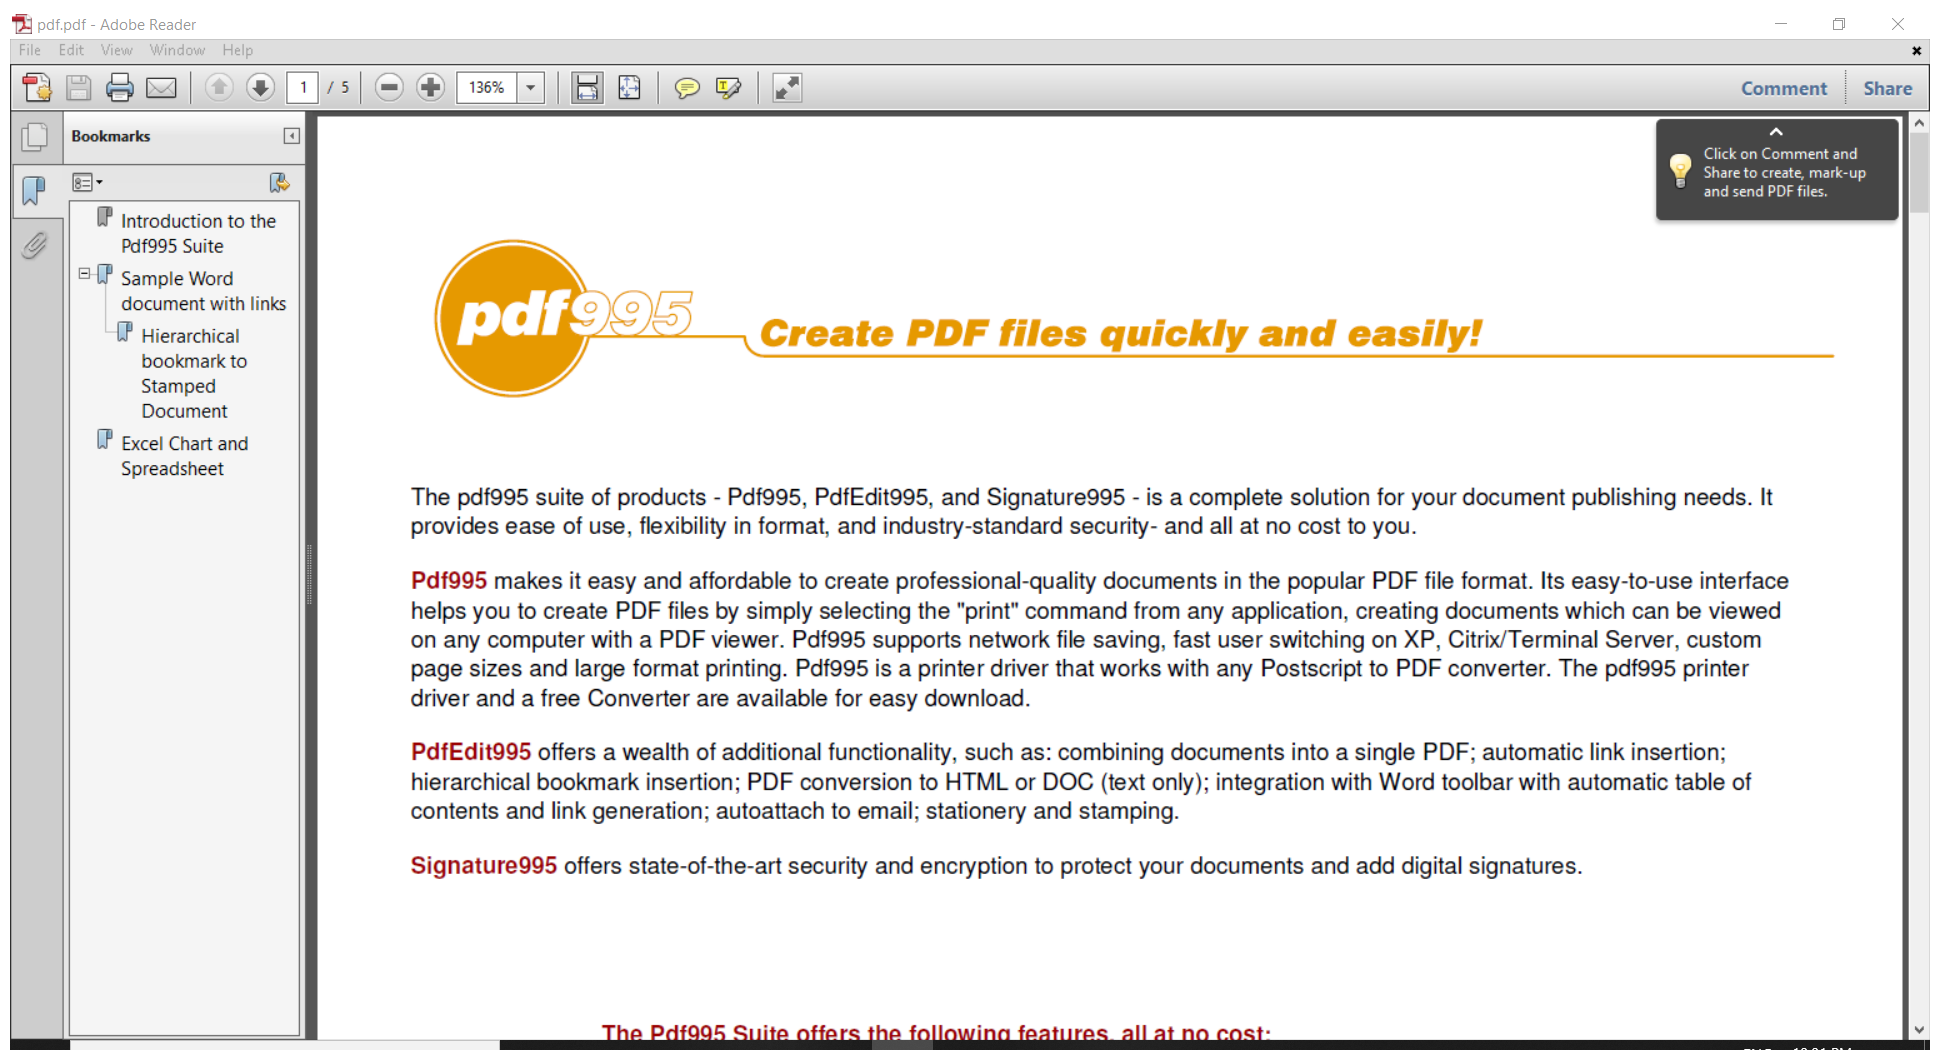 pdf.pdf - Adobe Reader
File Edit View Window Help
1 / 5 136% Comment Share
Bookmarks
Introduction to the
Pdf995 Suite
Sample Word
document with links
Hierarchical
bookmark to
Stamped
Document
Excel Chart and
Spreadsheet
Click on Comment and
Share to create, mark-up
and send PDF files.
pdf995
Create PDF files quickly and easily!
The pdf995 suite of products - Pdf995, PdfEdit995, and Signature995 - is a complete solution for your document publishing needs. It
provides ease of use, flexibility in format, and industry-standard security- and all at no cost to you.
Pdf995 makes it easy and affordable to create professional-quality documents in the popular PDF file format. Its easy-to-use interface
helps you to create PDF files by simply selecting the "print" command from any application, creating documents which can be viewed
on any computer with a PDF viewer. Pdf995 supports network file saving, fast user switching on XP, Citrix/Terminal Server, custom
page sizes and large format printing. Pdf995 is a printer driver that works with any Postscript to PDF converter. The pdf995 printer
driver and a free Converter are available for easy download.
PdfEdit995 offers a wealth of additional functionality, such as: combining documents into a single PDF; automatic link insertion;
hierarchical bookmark insertion; PDF conversion to HTML or DOC (text only); integration with Word toolbar with automatic table of
contents and link generation; autoattach to email; stationery and stamping.
Signature995 offers state-of-the-art security and encryption to protect your documents and add digital signatures.
The Pdf995 Suite offers the following features, all at no cost: